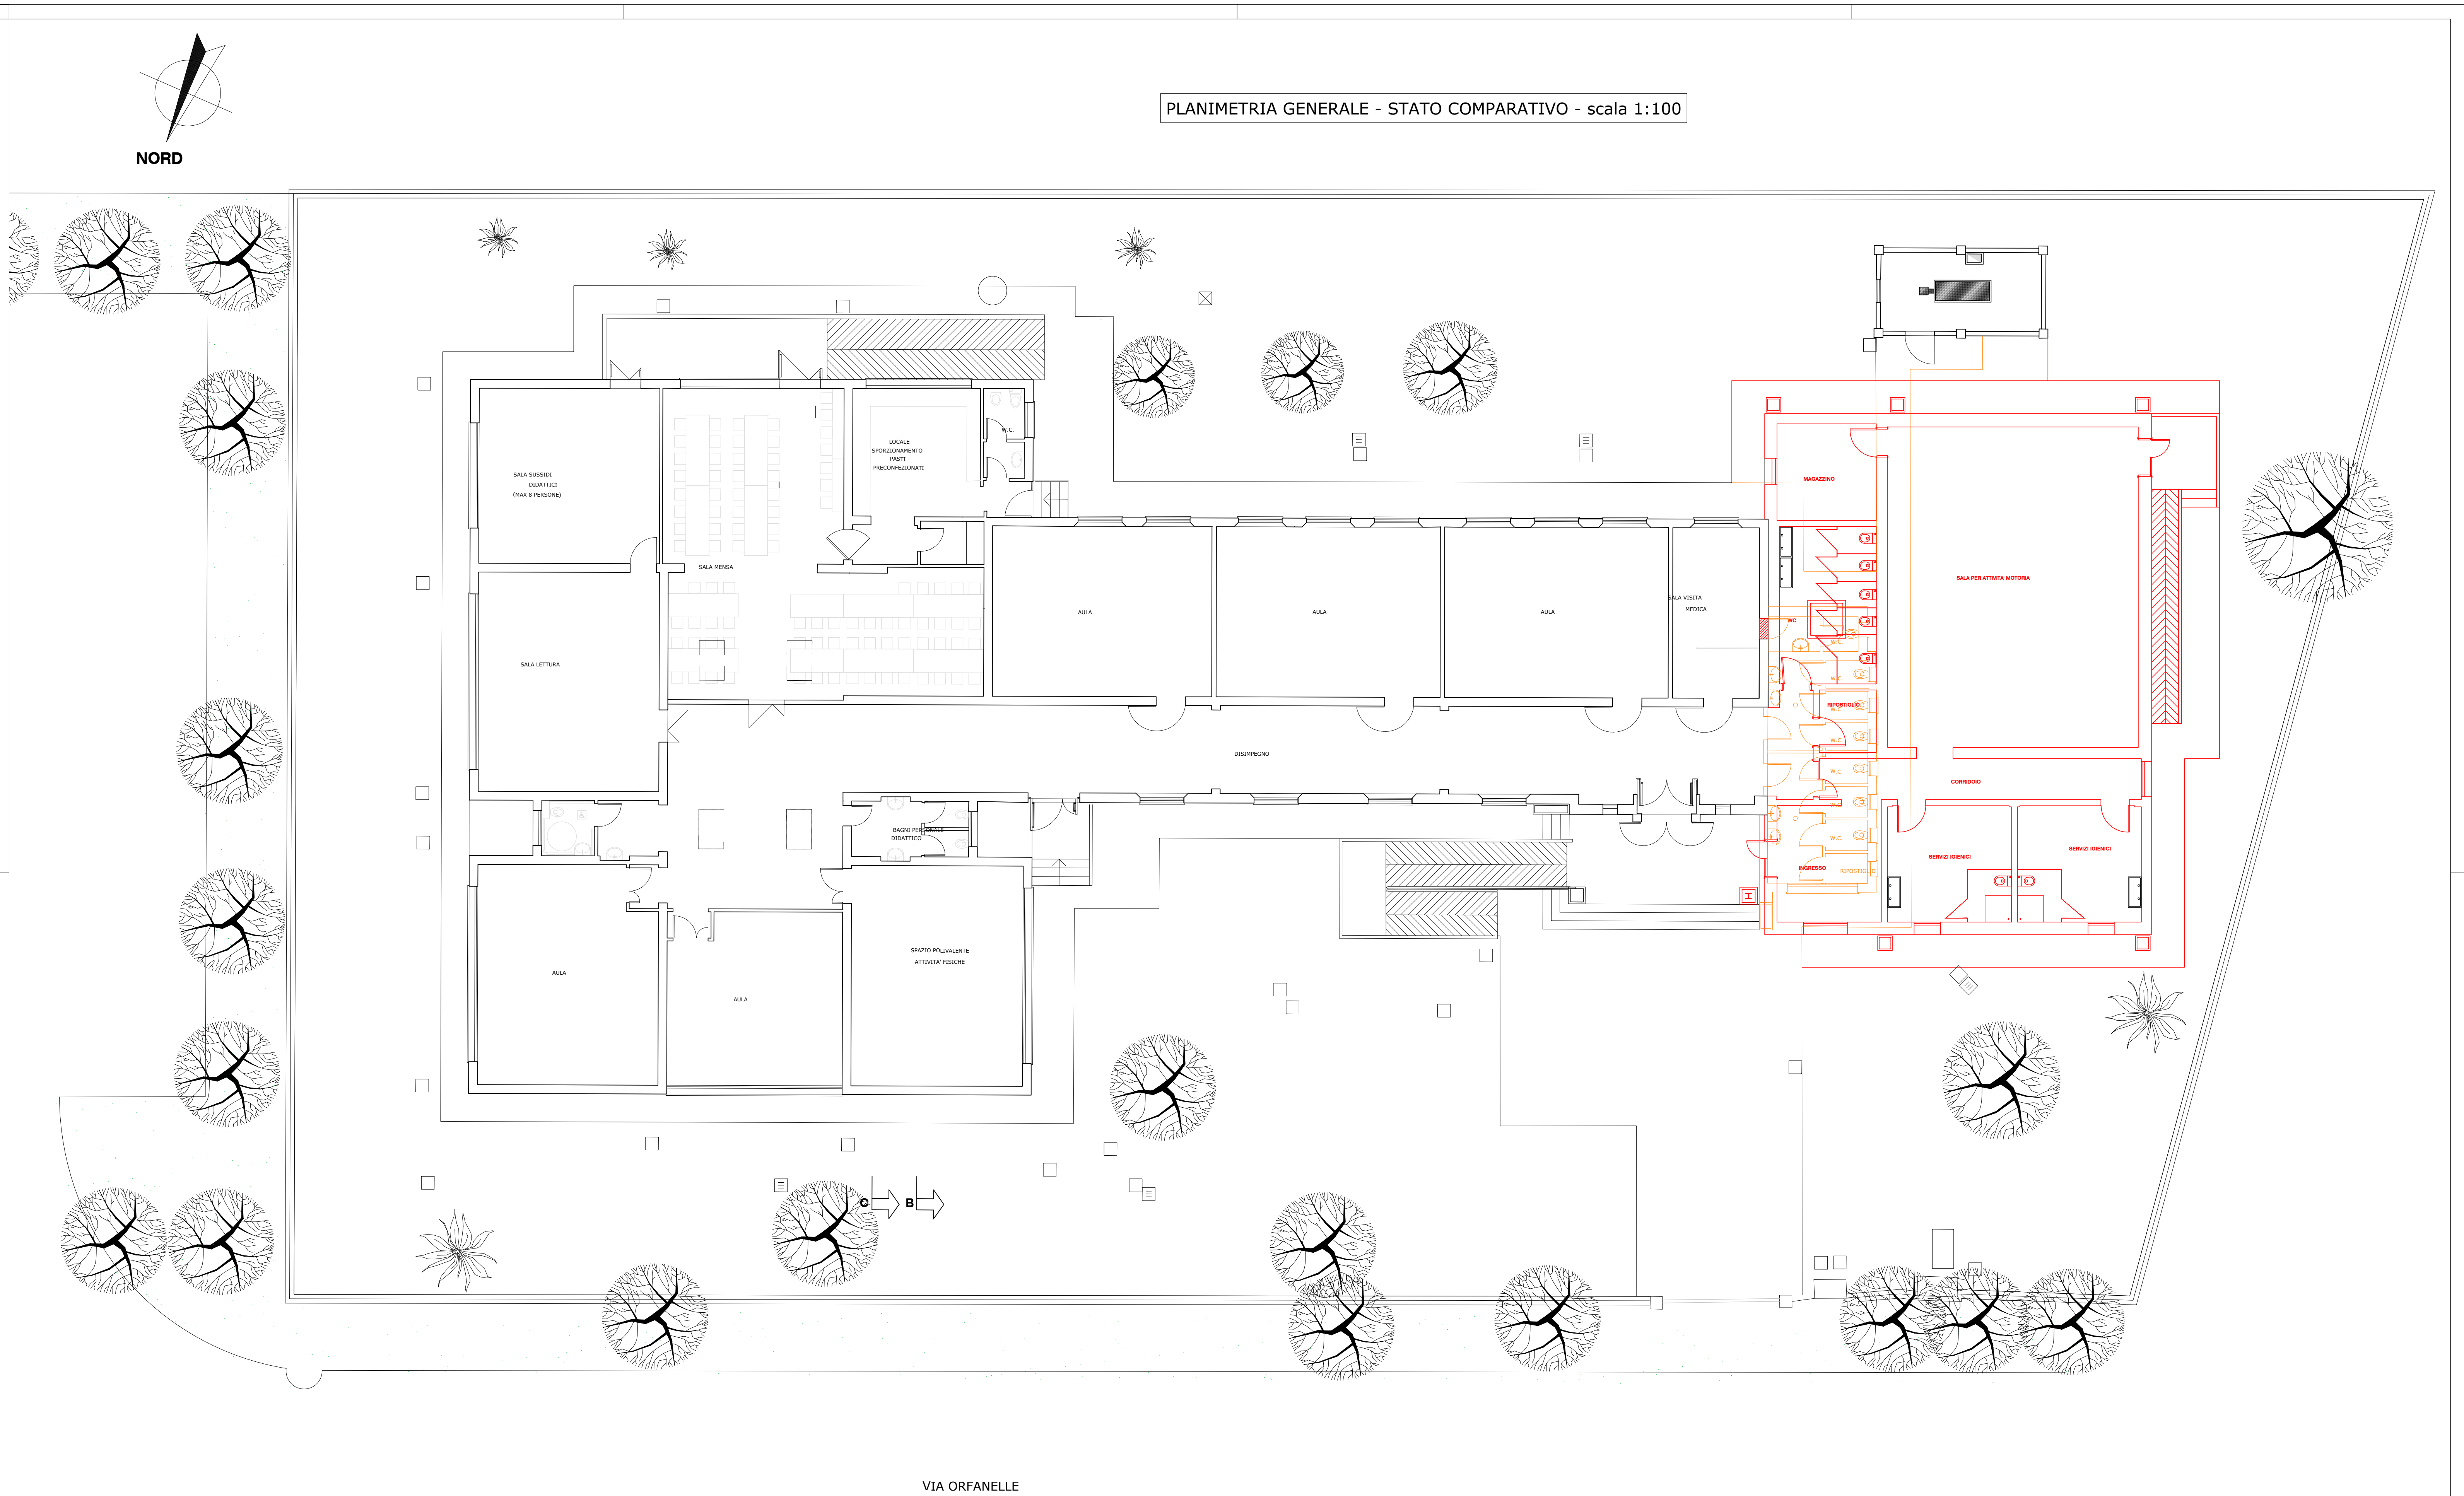 PLANIMETRIA GENERALE - STATO COMPARATIVO - scala 1:100
NORD
W.C.
LOCALE
SPORZIONAMENTO
PASTI
PRECONFEZIONATI
SALA SUSSIDI
DIDATTICI
(MAX 8 PERSONE)
MAGAZZINO
SALA MENSA
SALA PER ATTIVITA' MOTORIA
SALA VISITA
MEDICA
AULA
AULA
AULA
WC
W.C.
SALA LETTURA
W.C.
RIPOSTIGLIO
W.C.
W.C.
DISIMPEGNO
W.C.
CORRIDOIO
W.C.
BAGNI PERSONALE
DIDATTICO
W.C.
SERVIZI IGIENICI
SERVIZI IGIENICI
INGRESSO
RIPOSTIGLIO
SPAZIO POLIVALENTE
ATTIVITA' FISICHE
AULA
AULA
C
B
VIA ORFANELLE